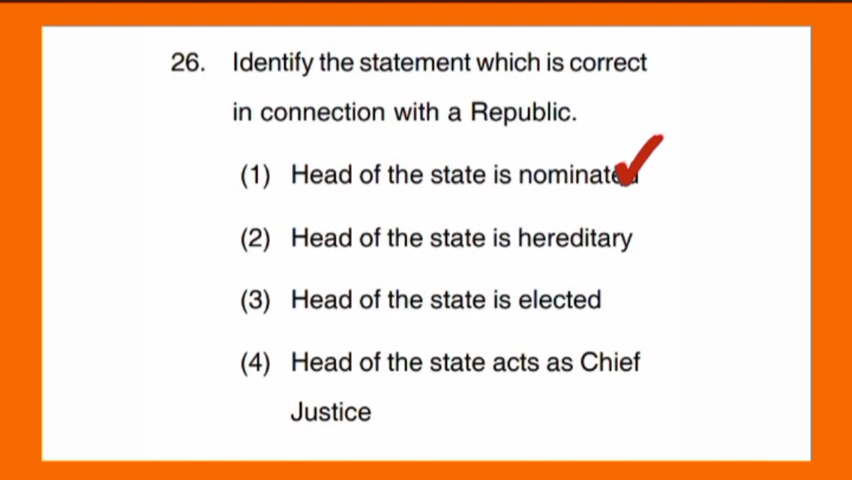 26. Identify the statement which is correct
in connection with a Republic.
(1) Head of the state is nominated
(2) Head of the state is hereditary
(3) Head of the state is elected
(4) Head of the state acts as Chief
Justice